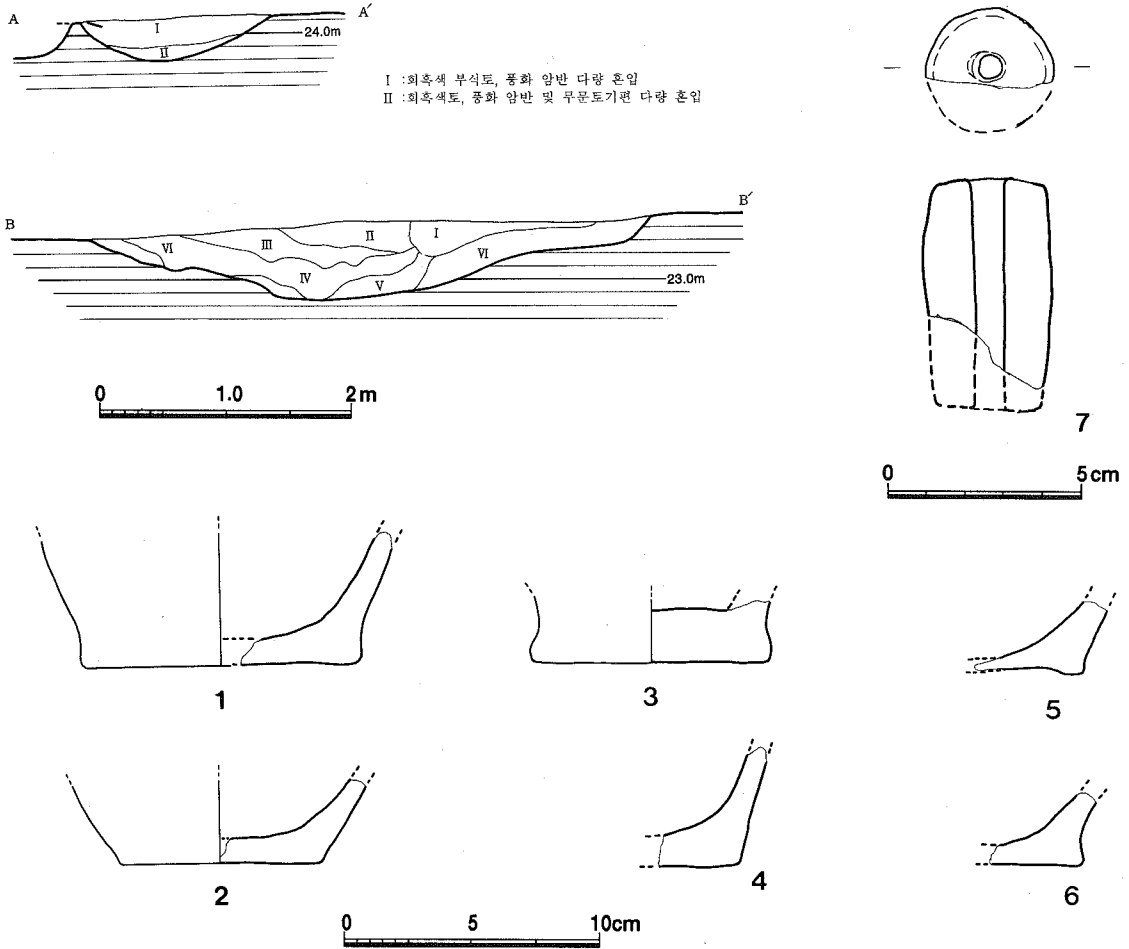 A A′
I
24.0m
II
I :회흑색 부식토, 풍화 암반 다량 혼입
II :회흑색토, 풍화 암반 및 무문토기편 다량 혼입
B B′
II I
VI III VI
IV V 23.0m
0 1.0 2m
7
0 5cm
1
3
5
2
4
6
0 5 10cm